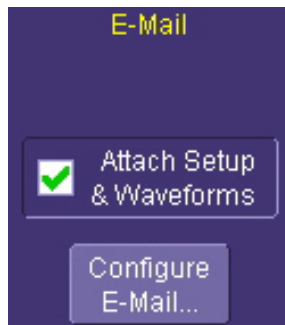 E-Mail
Attach Setup
& Waveforms
Configure
E-Mail...